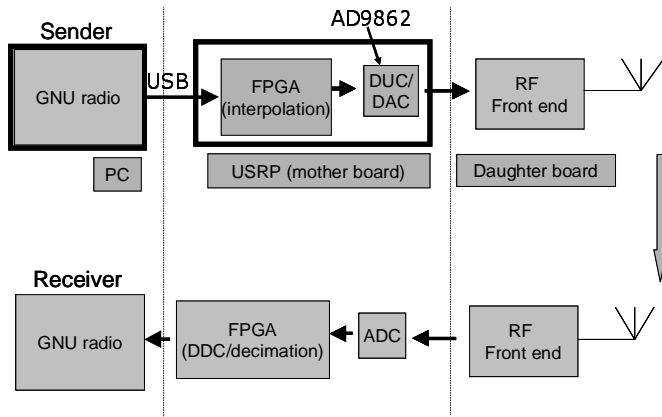 AD9862
Sender
USB
GNU radio
FPGA
(interpolation)
DUC/
DAC
RF
Front end
PC
USRP (mother board)
Daughter board
Receiver
GNU radio
FPGA
(DDC/decimation)
ADC
RF
Front end